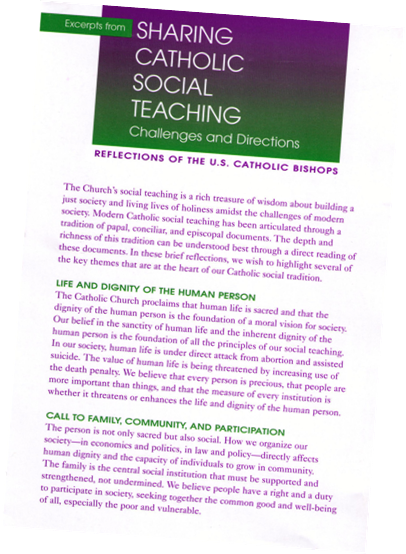 Excerpts from
SHARING
CATHOLIC
SOCIAL
TEACHING
Challenges and Directions
REFLECTIONS OF THE U.S. CATHOLIC BISHOPS
The Church's social teaching is a rich treasure of wisdom about building a
just society and living lives of holiness amidst the challenges of modern
society. Modern Catholic social teaching has been articulated through a
tradition of papal, conciliar, and episcopal documents. The depth and
richness of this tradition can be understood best through a direct reading of
these documents. In these brief reflections, we wish to highlight several of
the key themes that are at the heart of our Catholic social tradition.
LIFE AND DIGNITY OF THE HUMAN PERSON
The Catholic Church proclaims that human life is sacred and that the
dignity of the human person is the foundation of a moral vision for society.
Our belief in the sanctity of human life and the inherent dignity of the
human person is the foundation of all the principles of our social teaching.
In our society, human life is under direct attack from abortion and assisted
suicide. The value of human life is being threatened by increasing use of
the death penalty. We believe that every person is precious, that people are
more important than things, and that the measure of every institution is
whether it threatens or enhances the life and dignity of the human person.
CALL TO FAMILY, COMMUNITY, AND PARTICIPATION
The person is not only sacred but also social. How we organize our
society—in economics and politics, in law and policy—directly affects
human dignity and the capacity of individuals to grow in community.
The family is the central social institution that must be supported and
strengthened, not undermined. We believe people have a right and a duty
to participate in society, seeking together the common good and well-being
of all, especially the poor and vulnerable.